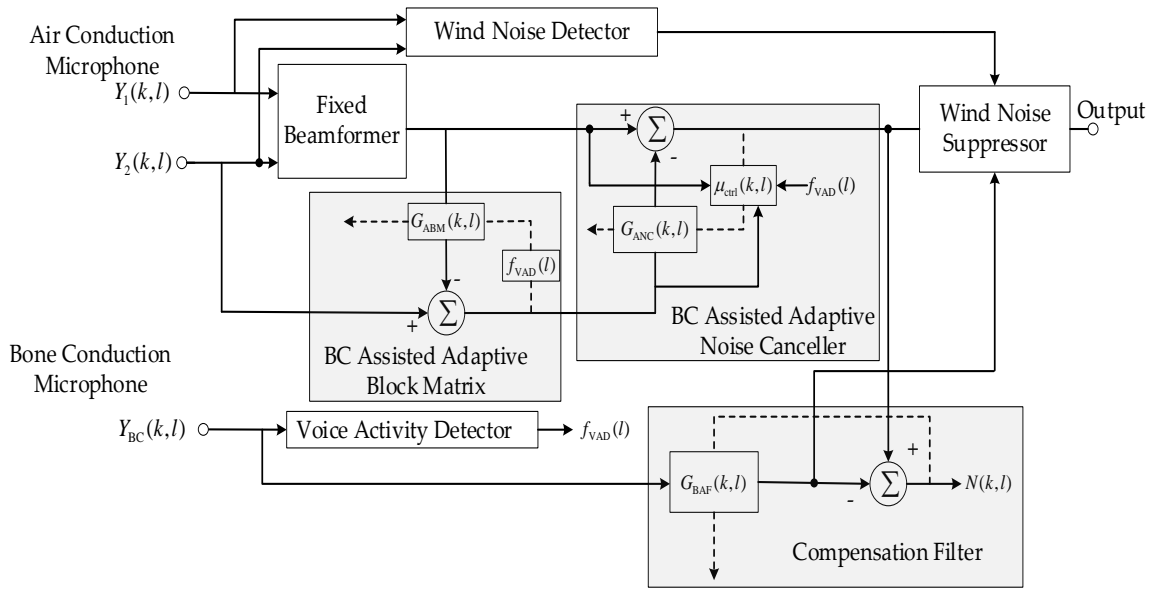 Air Conduction
Microphone
Y₁(k,l)
Y₂(k,l)
Wind Noise Detector
Fixed
Beamformer
+
Σ
-
μctrl(k,l)
fVAD(l)
GANC(k,l)
BC Assisted Adaptive
Noise Canceller
Wind Noise
Suppressor
Output
GABM(k,l)
fVAD(l)
-
+
Σ
BC Assisted Adaptive
Block Matrix
Bone Conduction
Microphone
YBC(k,l)
Voice Activity Detector
fVAD(l)
GBAF(k,l)
+
-
Σ
N(k,l)
Compensation Filter